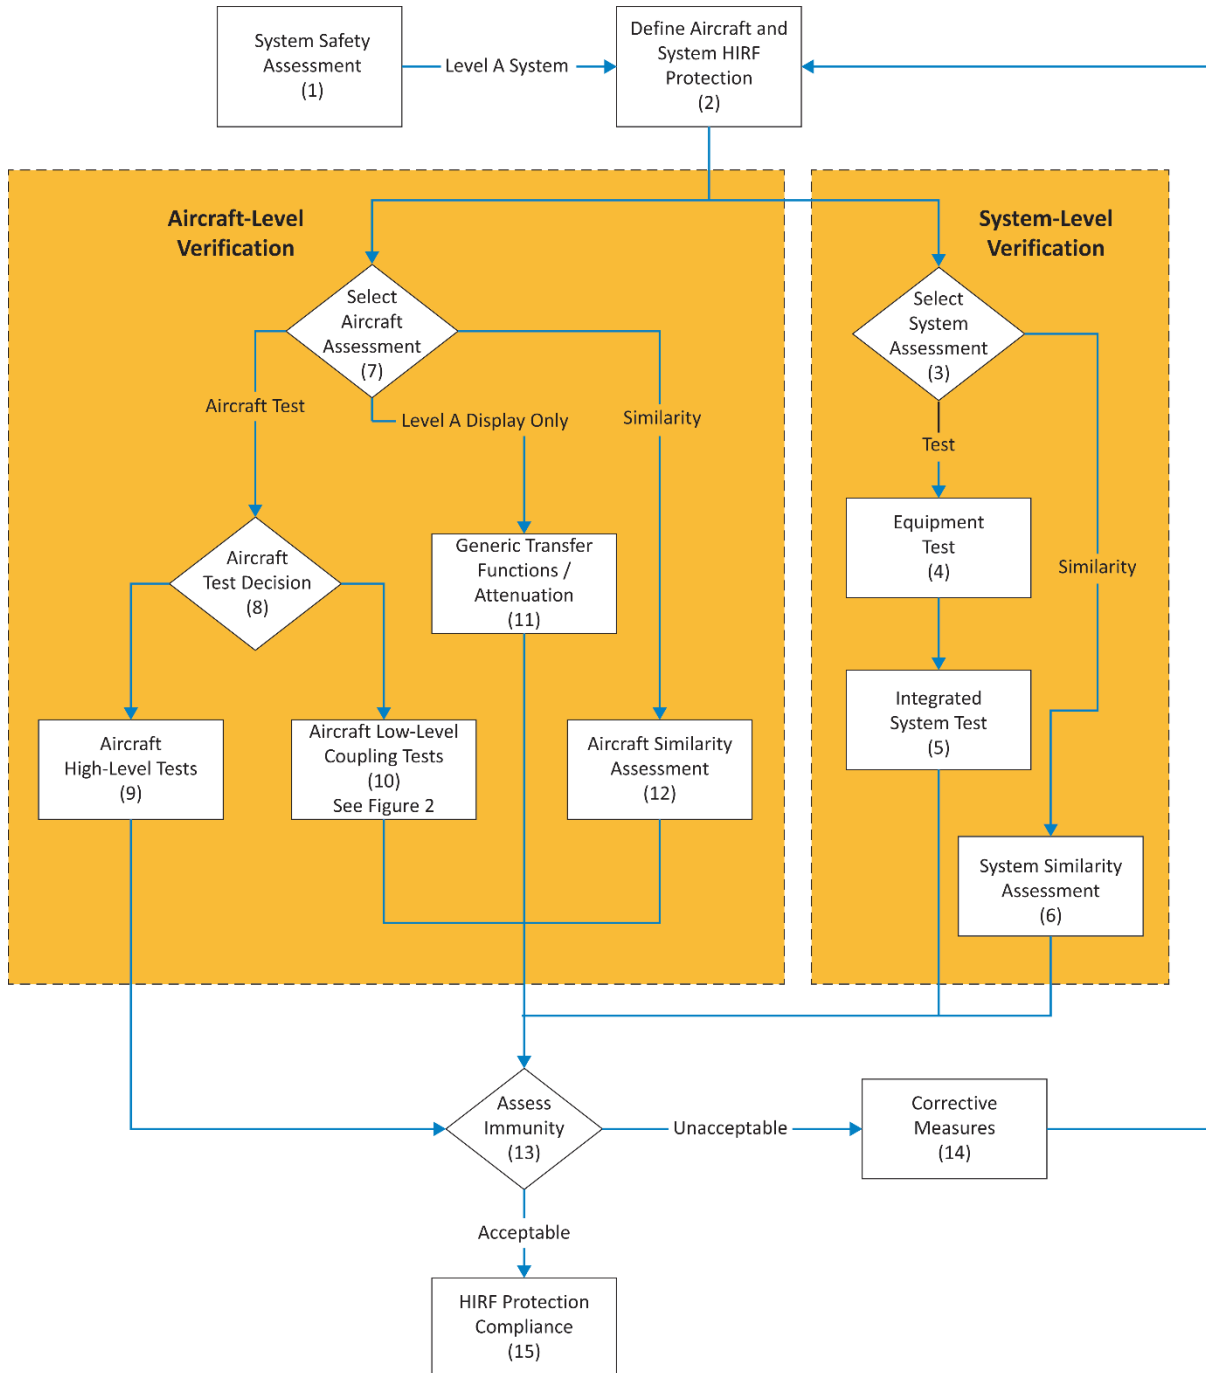 System Safety
Assessment
(1)
Level A System
Define Aircraft and
System HIRF
Protection
(2)
Aircraft-Level
Verification
System-Level
Verification
Select
Aircraft
Assessment
(7)
Select
System
Assessment
(3)
Aircraft Test
Level A Display Only
Similarity
Test
Aircraft
Test Decision
(8)
Generic Transfer
Functions /
Attenuation
(11)
Equipment
Test
(4)
Similarity
Aircraft
High-Level Tests
(9)
Aircraft Low-Level
Coupling Tests
(10)
See Figure 2
Aircraft Similarity
Assessment
(12)
Integrated
System Test
(5)
System Similarity
Assessment
(6)
Assess
Immunity
(13)
Unacceptable
Corrective
Measures
(14)
Acceptable
HIRF Protection
Compliance
(15)